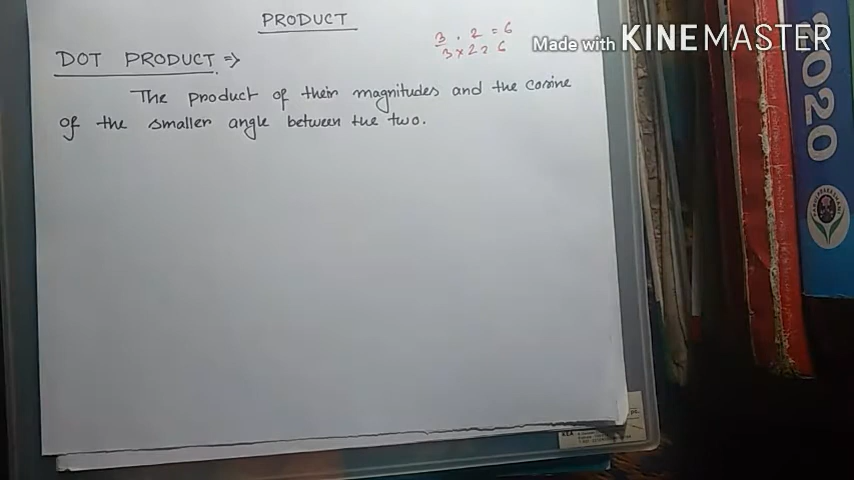 PRODUCT
3 . 2 = 6
3 x 2 = 6
Made with KINEMASTER
DOT PRODUCT =>
The product of their magnitudes and the cosine
of the smaller angle between the two.
2020